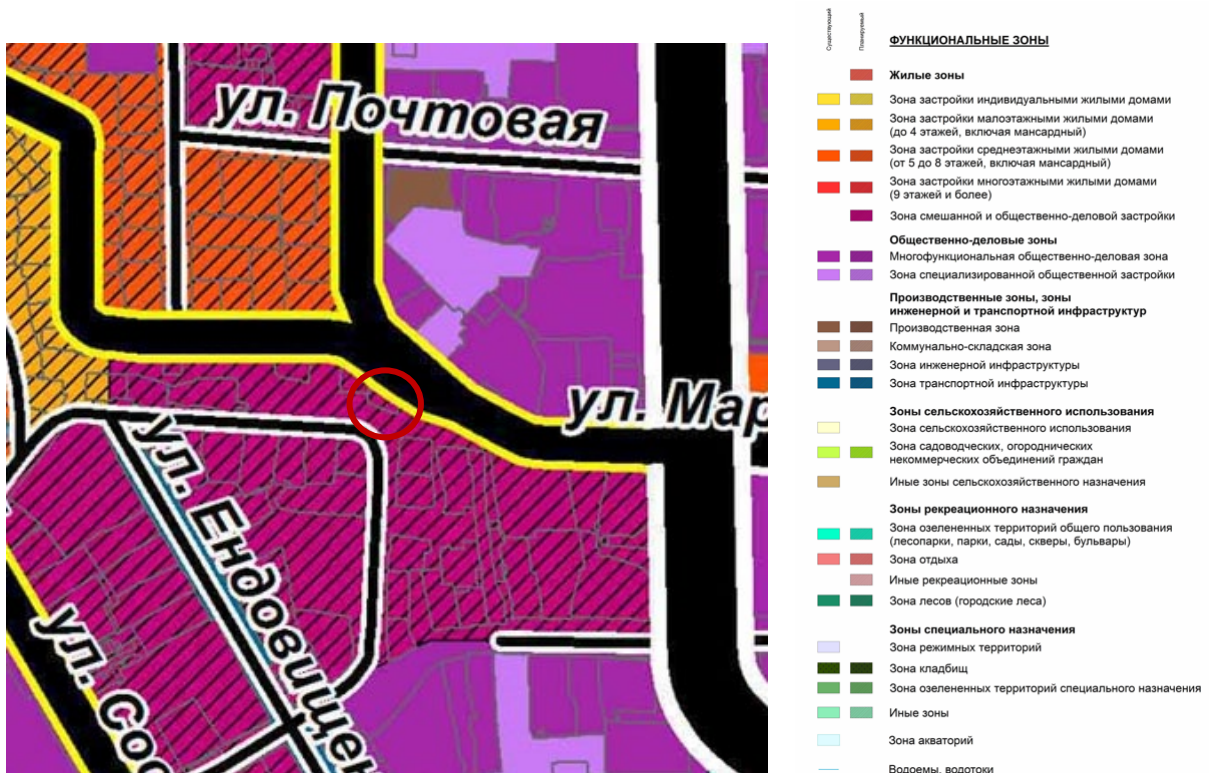 ул. Почтовая
ул. Мар
ул. Ендовищен
ул. Со
Существующий
Планируемый
ФУНКЦИОНАЛЬНЫЕ ЗОНЫ
Жилые зоны
Зона застройки индивидуальными жилыми домами
Зона застройки малоэтажными жилыми домами
(до 4 этажей, включая мансардный)
Зона застройки среднеэтажными жилыми домами
(от 5 до 8 этажей, включая мансардный)
Зона застройки многоэтажными жилыми домами
(9 этажей и более)
Зона смешанной и общественно-деловой застройки
Общественно-деловые зоны
Многофункциональная общественно-деловая зона
Зона специализированной общественной застройки
Производственные зоны, зоны
инженерной и транспортной инфраструктур
Производственная зона
Коммунально-складская зона
Зона инженерной инфраструктуры
Зона транспортной инфраструктуры
Зоны сельскохозяйственного использования
Зона сельскохозяйственного использования
Зона садоводческих, огороднических
некоммерческих объединений граждан
Иные зоны сельскохозяйственного назначения
Зоны рекреационного назначения
Зона озелененных территорий общего пользования
(лесопарки, парки, сады, скверы, бульвары)
Зона отдыха
Иные рекреационные зоны
Зона лесов (городские леса)
Зоны специального назначения
Зона режимных территорий
Зона кладбищ
Зона озелененных территорий специального назначения
Иные зоны
Зона акваторий
Водоемы, водотоки